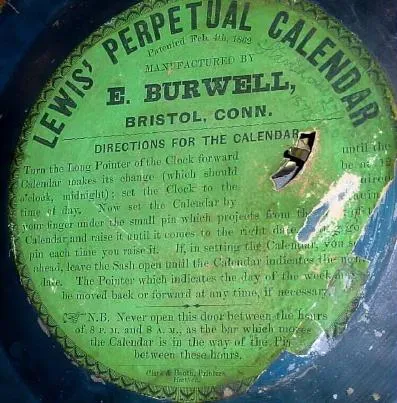 LEWIS' PERPETUAL CALENDAR
Patented Feb. 4th, 1862
MANUFACTURED BY
E. BURWELL,
BRISTOL, CONN.
DIRECTIONS FOR THE CALENDAR
Turn the Long Pointer of the Clock forward until the
Calendar makes its change (which should be at 12
o'clock, midnight); set the Clock to the
time of day. Now set the Calendar by
your finger under the small pin which projects from the
Calendar and raise it until it comes to the right date.
pin each time you raise it. If, in setting the Calendar, you
ahead, leave the Sash open until the Calendar indicates the
date. The Pointer which indicates the day of the week may
be moved back or forward at any time, if necessary.
N.B. Never open this door between the hours
of 8 P. M. and 8 A. M., as the bar which moves
the Calendar is in the way of the
between these hours.
Clark & Booth, Printers,